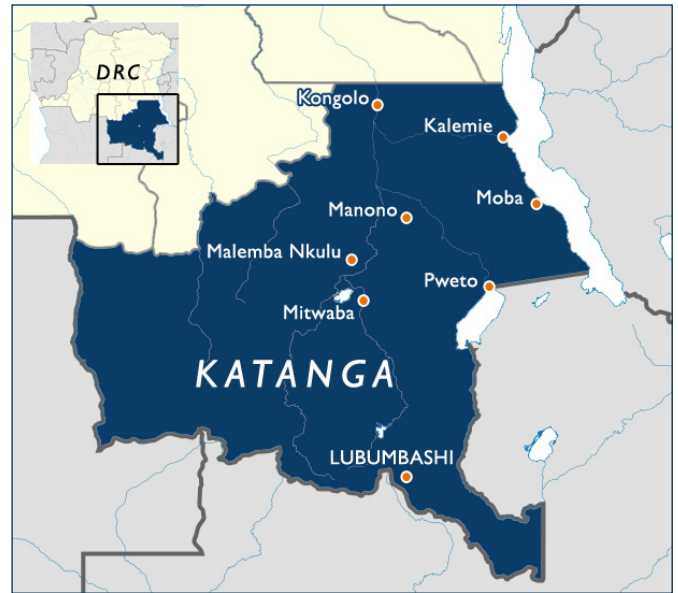 DRC
Kongolo
Kalemie
Moba
Manono
Malemba Nkulu
Pweto
Mitwaba
KATANGA
LUBUMBASHI